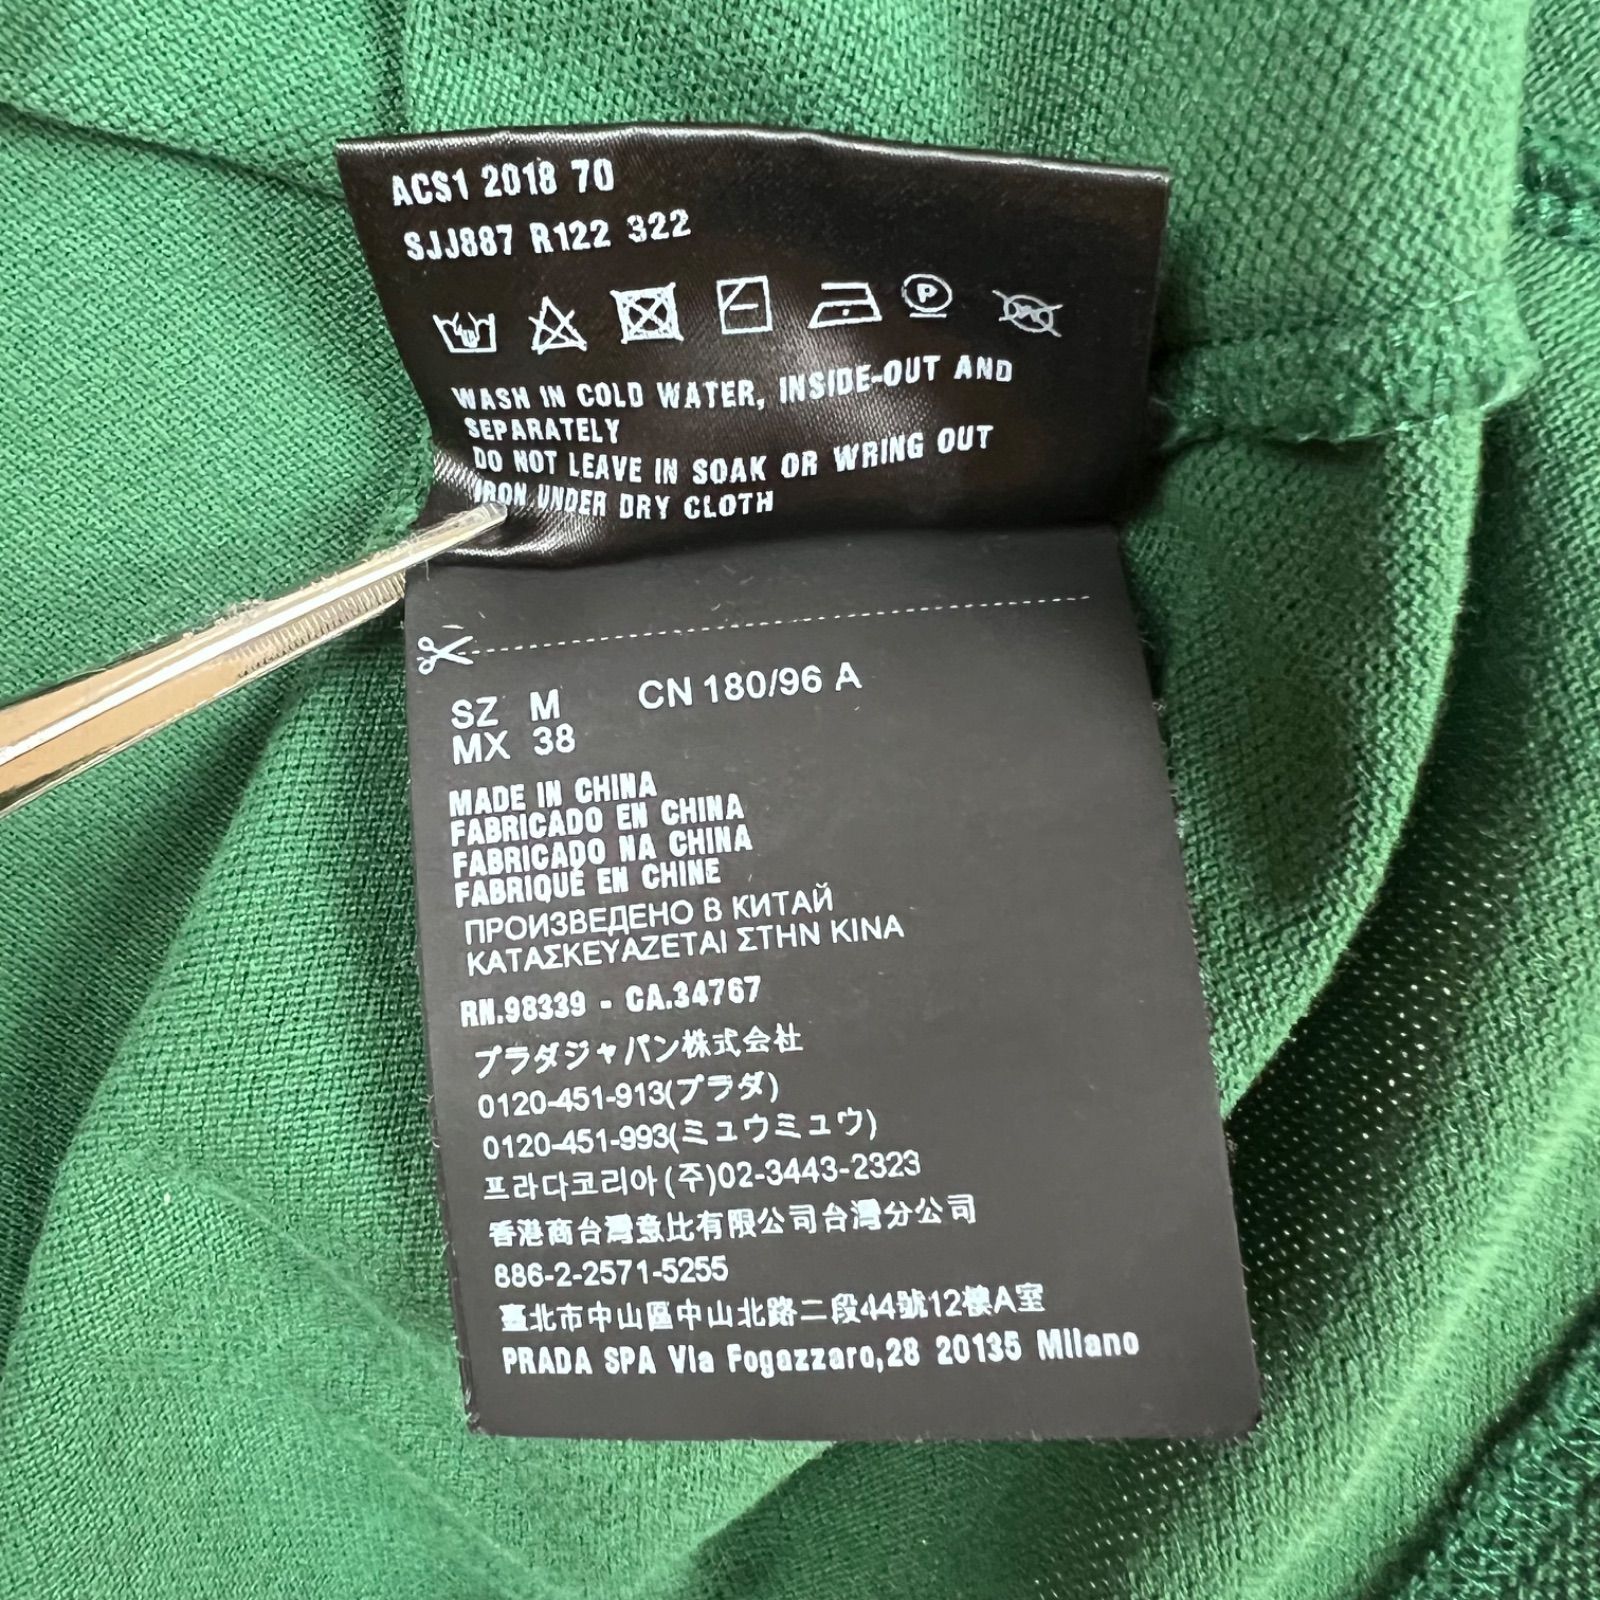 ACS1 2018 70
SJJ887 R122 322
WASH IN COLD WATER, INSIDE-OUT AND
SEPARATELY
DO NOT LEAVE IN SOAK OR WRING OUT
IRON UNDER DRY CLOTH
SZ M CN 180/96 A
MX 38
MADE IN CHINA
FABRICADO EN CHINA
FABRICADO NA CHINA
FABRIQUÉ EN CHINE
ПРОИЗВЕДЕНО В КИТАЙ
ΚΑΤΑΣΚΕΥΑΖΕΤΑΙ ΣΤΗΝ ΚΙΝΑ
RN.98339 - CA.34767
プラダジャパン株式会社
0120-451-913(プラダ)
0120-451-993(ミュウミュウ)
프라다코리아(주)02-3443-2323
香港商台灣意比有限公司台灣分公司
886-2-2571-5255
臺北市中山區中山北路二段44號12樓A室
PRADA SPA Via Fogazzaro,28 20135 Milano